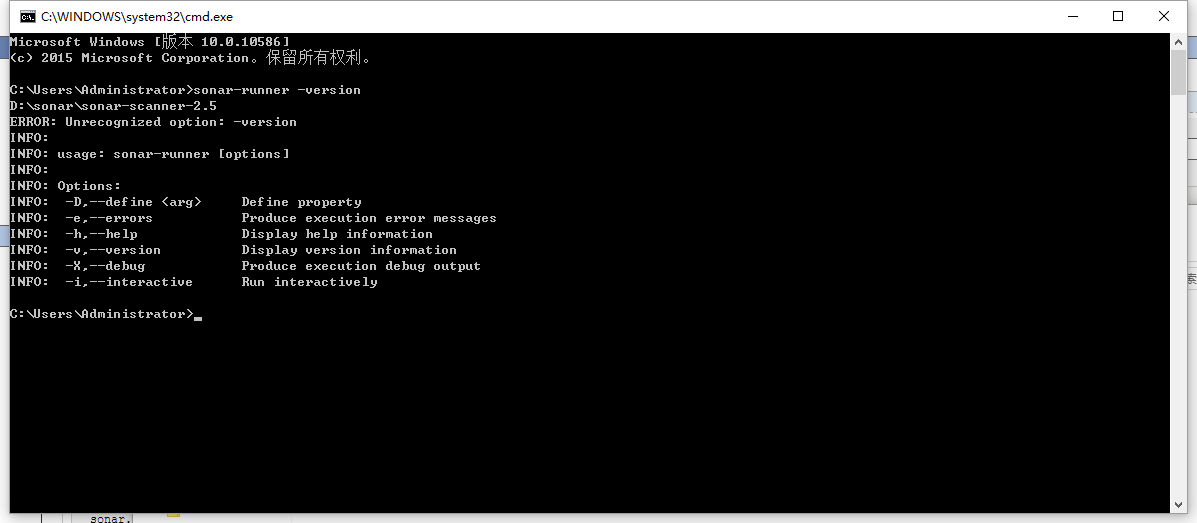 C:\WINDOWS\system32\cmd.exe
Microsoft Windows [版本 10.0.10586]
(c) 2015 Microsoft Corporation。保留所有权利。
C:\Users\Administrator>sonar-runner -version
D:\sonar\sonar-scanner-2.5
ERROR: Unrecognized option: -version
INFO:
INFO: usage: sonar-runner [options]
INFO:
INFO: Options:
INFO:  -D,--define <arg>     Define property
INFO:  -e,--errors           Produce execution error messages
INFO:  -h,--help             Display help information
INFO:  -v,--version          Display version information
INFO:  -X,--debug            Produce execution debug output
INFO:  -i,--interactive      Run interactively
C:\Users\Administrator>_
索
sonar.